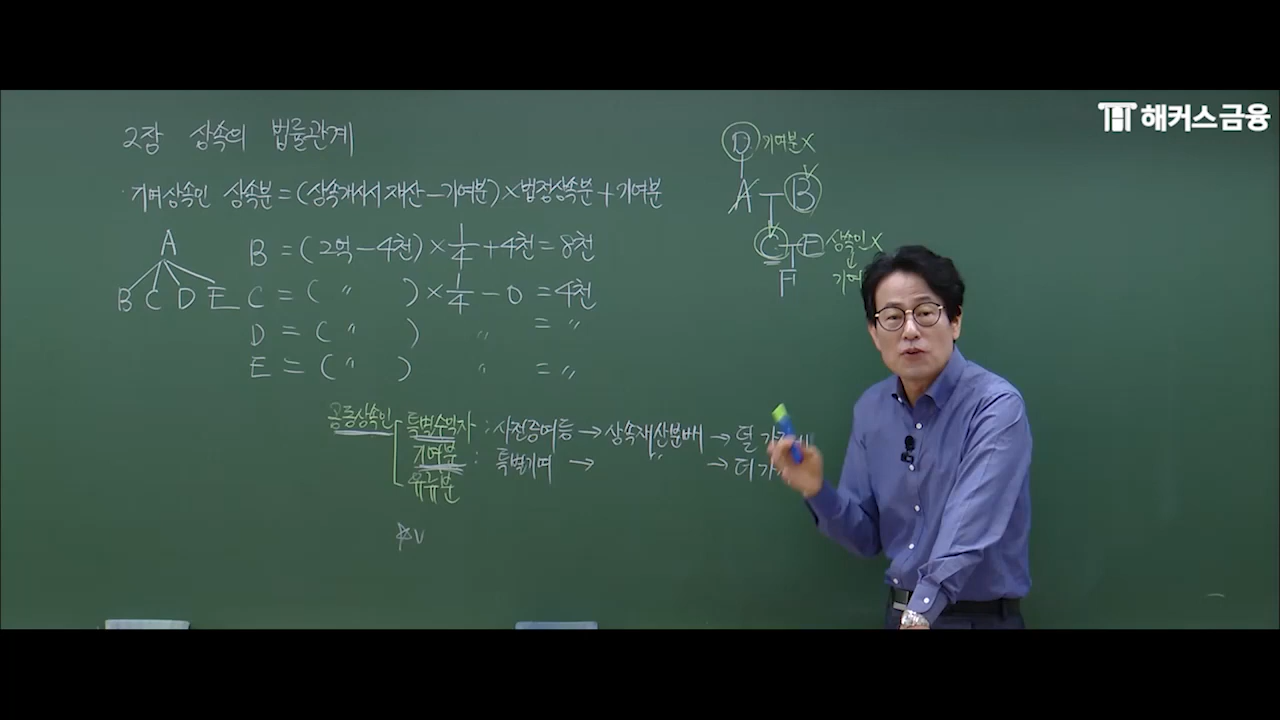 해커스금융
2장 상속의 법률관계
기여상속인 상속분=(상속개시시 재산-기여분)×법정상속분+기여분
A
B C D E
B=(2억-4천)×1/4+4천=8천
C=( 〃 )×1/4-0=4천
D=( 〃 ) 〃 =〃
E=( 〃 ) 〃 =〃
D 기여분×
A B
C E 상속인×
F 기여
공동상속인
특별수익자 : 사전증여등→상속재산분배→덜
기여분 : 특별기여→ 〃 →더
유류분
☆v